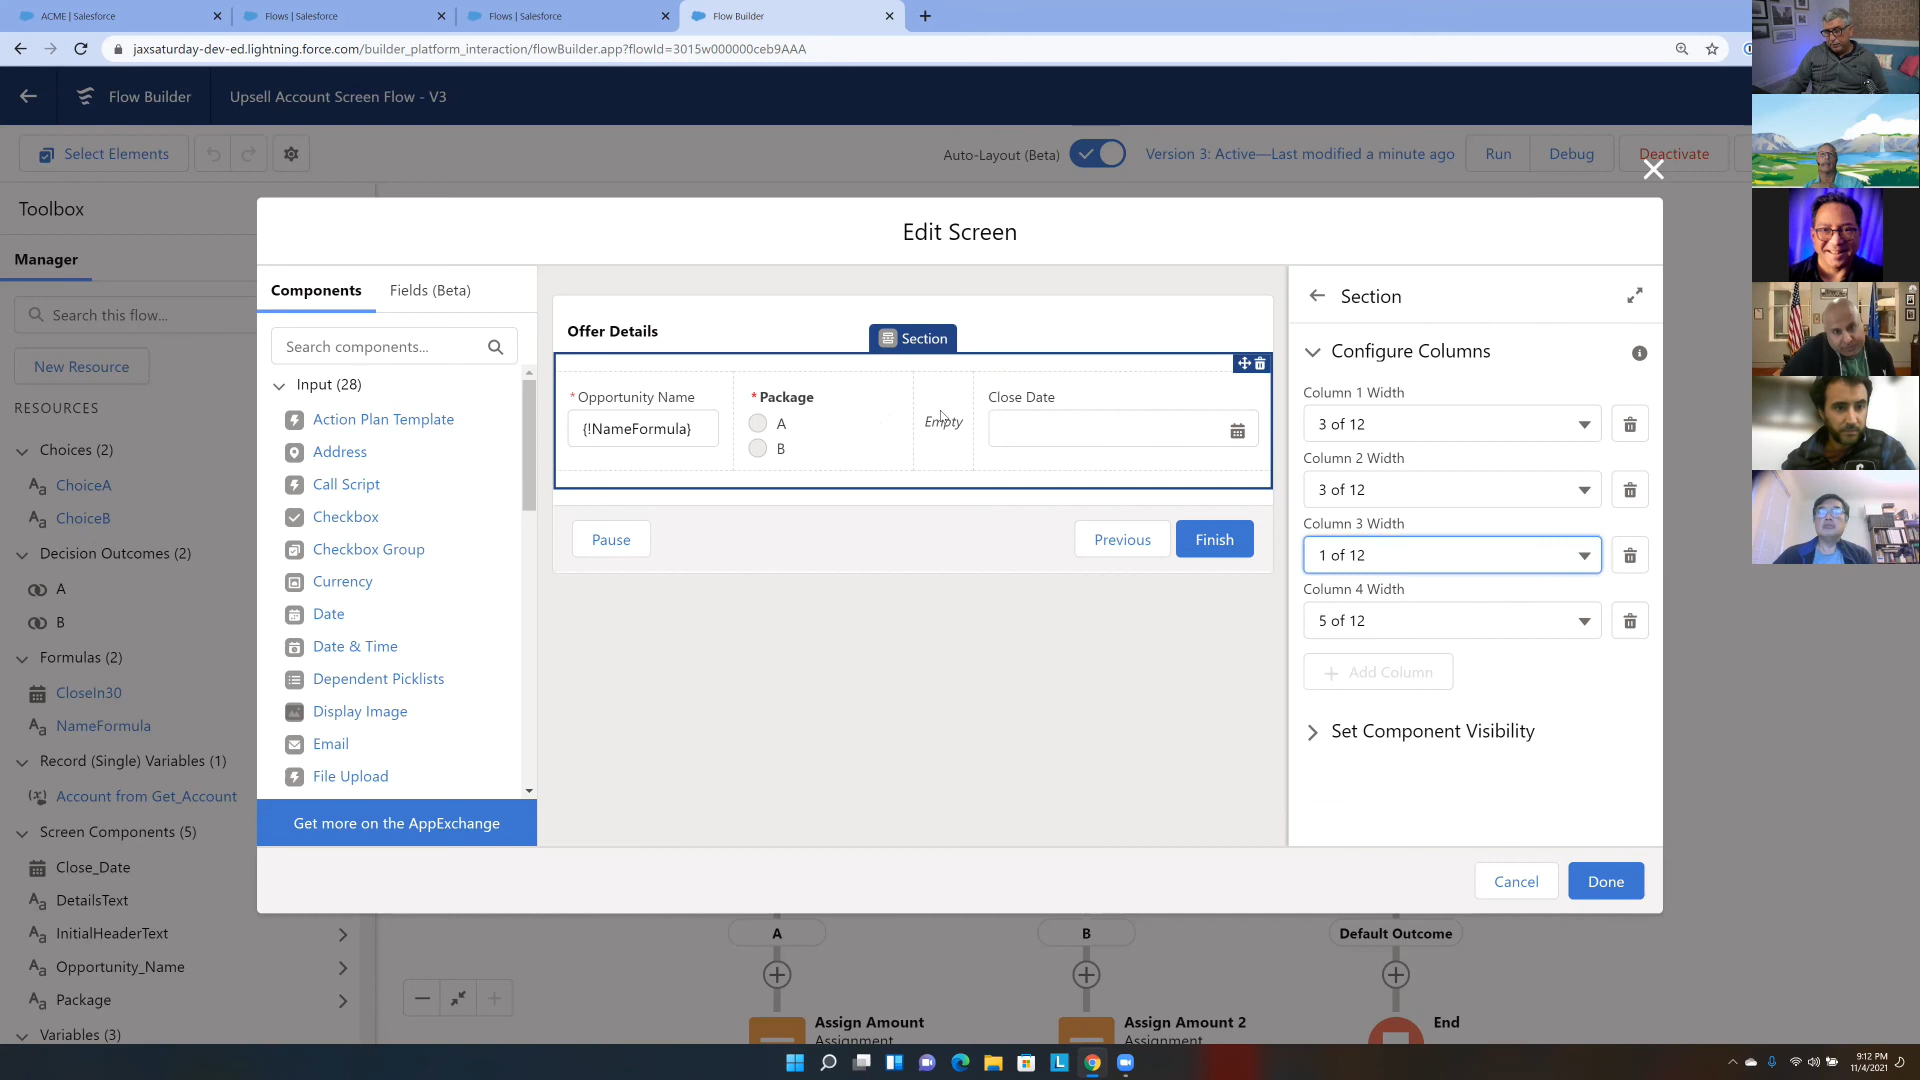 ACME | Salesforce
Flows | Salesforce
Flows | Salesforce
Flow Builder
jaxsaturday-dev-ed.lightning.force.com/builder_platform_interaction/flowBuilder.app?flowId=3015w000000ceb9AAA
Flow Builder
Upsell Account Screen Flow - V3
Select Elements
Auto-Layout (Beta)
Version 3: Active—Last modified a minute ago
Run
Debug
Deactivate
Toolbox
Manager
Search this flow...
New Resource
RESOURCES
Choices (2)
ChoiceA
ChoiceB
Decision Outcomes (2)
A
B
Formulas (2)
CloseIn30
NameFormula
Record (Single) Variables (1)
Account from Get_Account
Screen Components (5)
Close_Date
DetailsText
InitialHeaderText
Opportunity_Name
Package
Variables (3)
Edit Screen
Components
Fields (Beta)
Search components...
Input (28)
Action Plan Template
Address
Call Script
Checkbox
Checkbox Group
Currency
Date
Date & Time
Dependent Picklists
Display Image
Email
File Upload
Get more on the AppExchange
Offer Details
Section
*Opportunity Name
{!NameFormula}
*Package
A
B
Empty
Close Date
Pause
Previous
Finish
Section
Configure Columns
Column 1 Width
3 of 12
Column 2 Width
3 of 12
Column 3 Width
1 of 12
Column 4 Width
5 of 12
+ Add Column
Set Component Visibility
Cancel
Done
A
B
Default Outcome
Assign Amount
Assignment
Assign Amount 2
Assignment
End
9:12 PM
11/4/2021